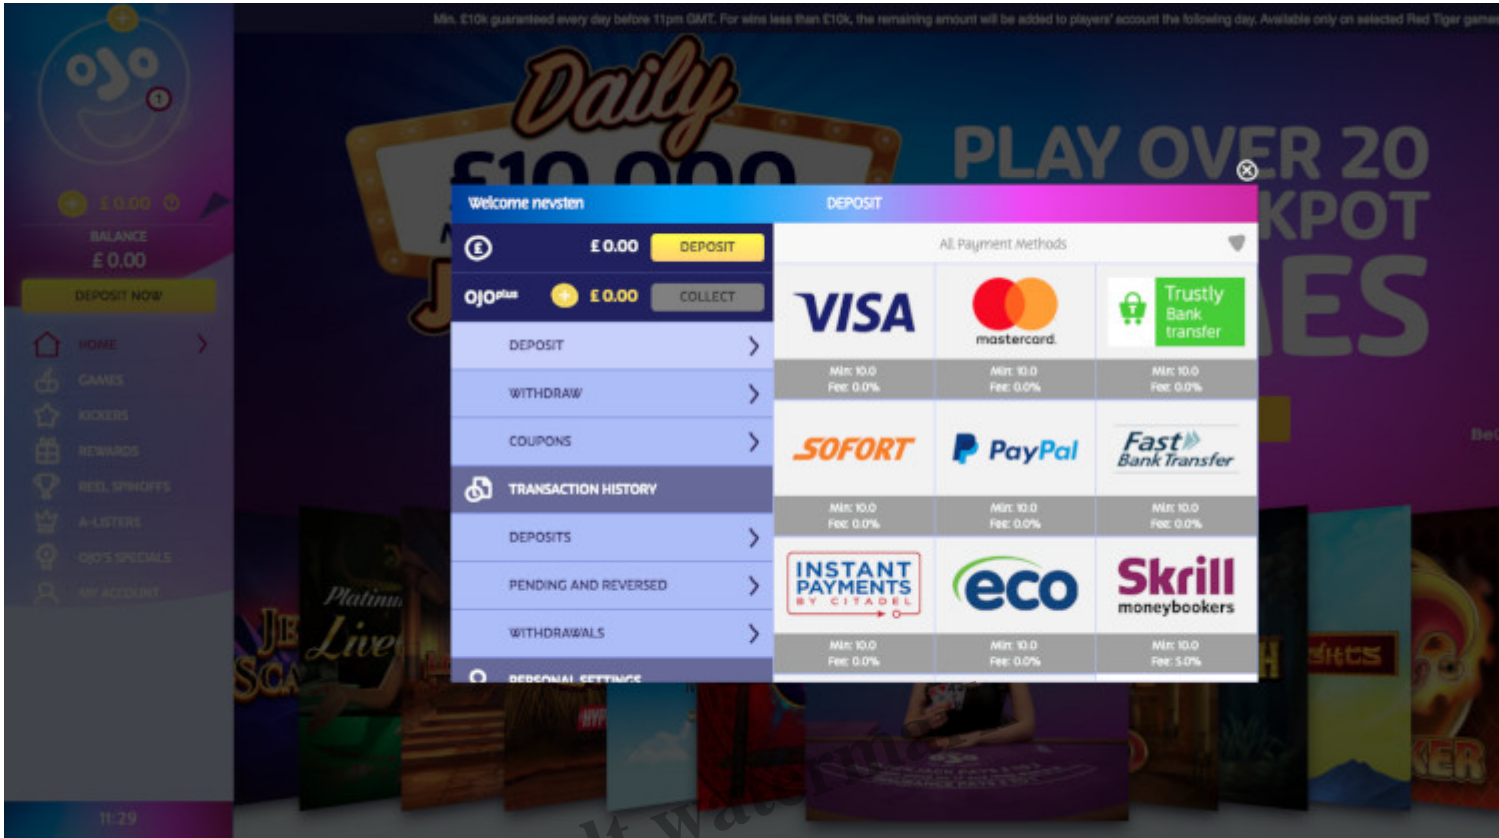 Min. £10k guaranteed every day before 11pm GMT. For wins less than £10k, the remaining amount will be added to players' account the following day. Available only on selected Red Tiger games
ojo
1
£0.00
BALANCE
£0.00
DEPOSIT NOW
HOME
GAMES
KICKERS
REWARDS
REEL SPINOFFS
A-LISTERS
OJO'S SPECIALS
MY ACCOUNT
11:29
Daily
£10,000
PLAY OVER 20
KPOT
ES
Welcome nevsten
DEPOSIT
£0.00
DEPOSIT
ojoplus
£0.00
COLLECT
DEPOSIT
WITHDRAW
COUPONS
TRANSACTION HISTORY
DEPOSITS
PENDING AND REVERSED
WITHDRAWALS
PERSONAL SETTINGS
All Payment Methods
VISA
Min: 10.0
Fee: 0.0%
mastercard.
Min: 10.0
Fee: 0.0%
Trustly
Bank
transfer
Min: 10.0
Fee: 0.0%
SOFORT
Min: 10.0
Fee: 0.0%
PayPal
Min: 10.0
Fee: 0.0%
Fast
Bank Transfer
Min: 10.0
Fee: 0.0%
INSTANT
PAYMENTS
BY CITADEL
Min: 10.0
Fee: 0.0%
eco
Min: 10.0
Fee: 0.0%
Skrill
moneybookers
Min: 10.0
Fee: 5.0%
Live